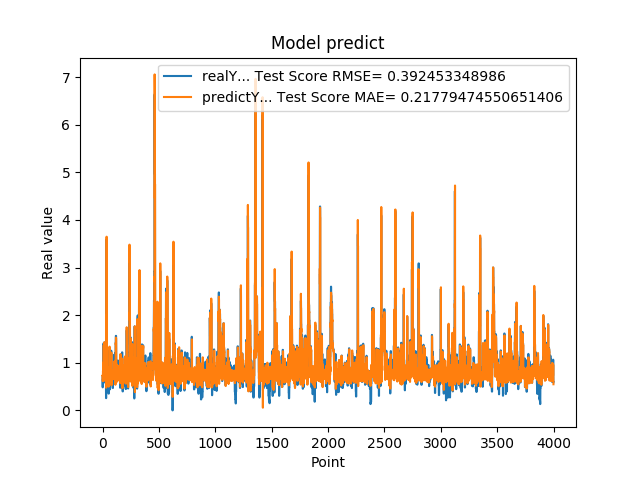 Model predict
realY... Test Score RMSE= 0.392453348986
predictY... Test Score MAE= 0.21779474550651406
Real value
7
6
5
4
3
2
1
0
0 500 1000 1500 2000 2500 3000 3500 4000
Point